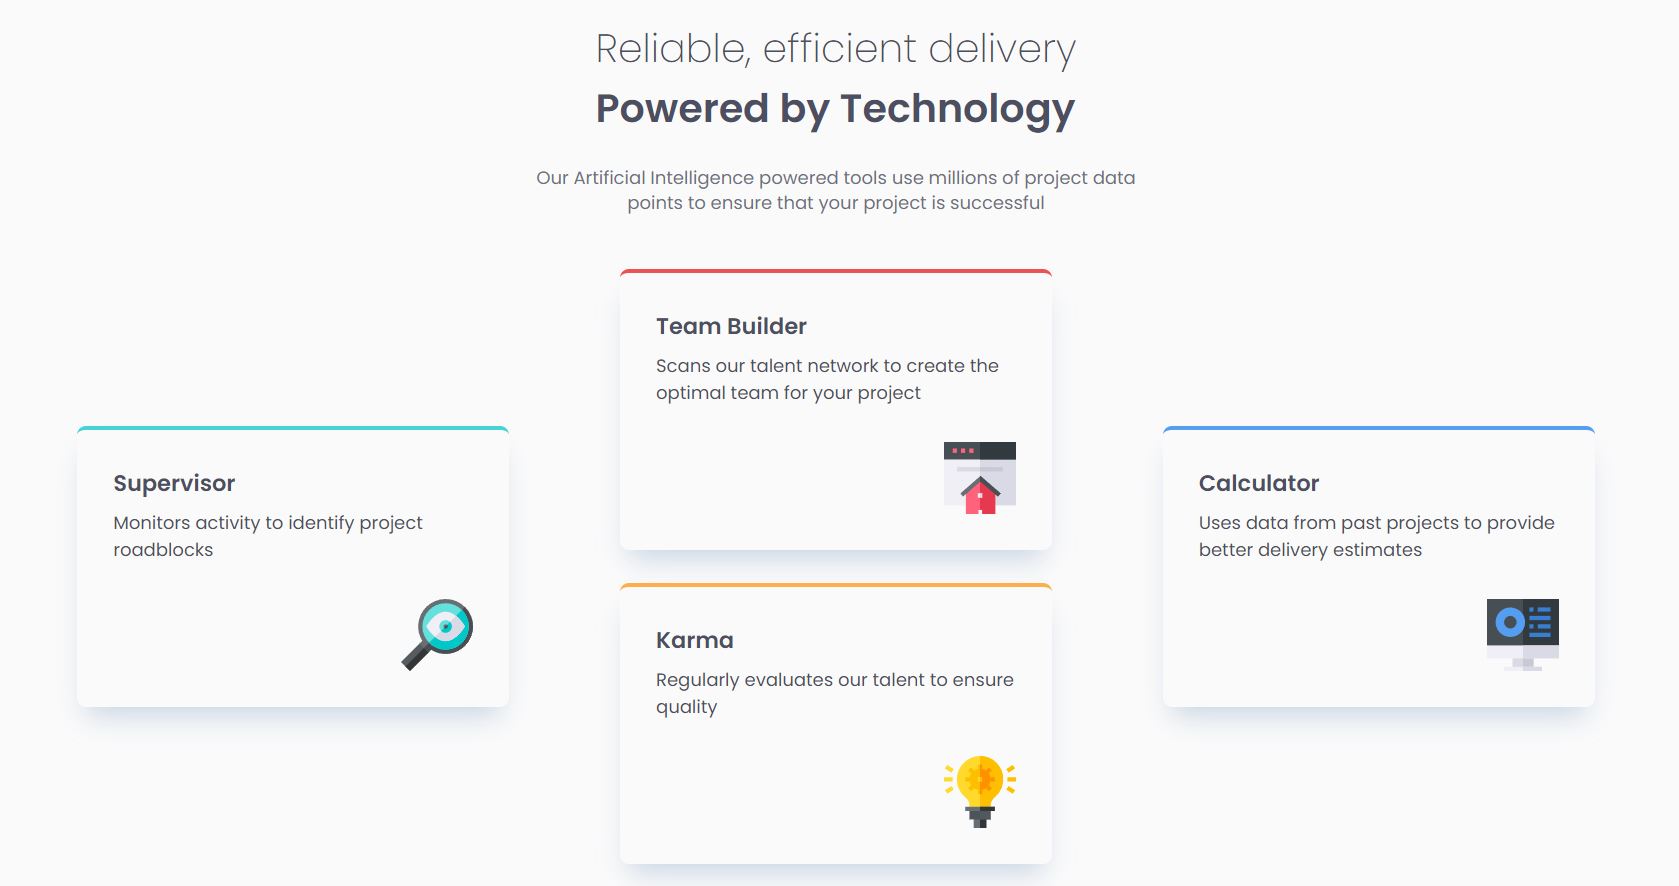 Reliable, efficient delivery
Powered by Technology
Our Artificial Intelligence powered tools use millions of project data
points to ensure that your project is successful
Team Builder
Scans our talent network to create the
optimal team for your project
Supervisor
Monitors activity to identify project
roadblocks
Calculator
Uses data from past projects to provide
better delivery estimates
Karma
Regularly evaluates our talent to ensure
quality